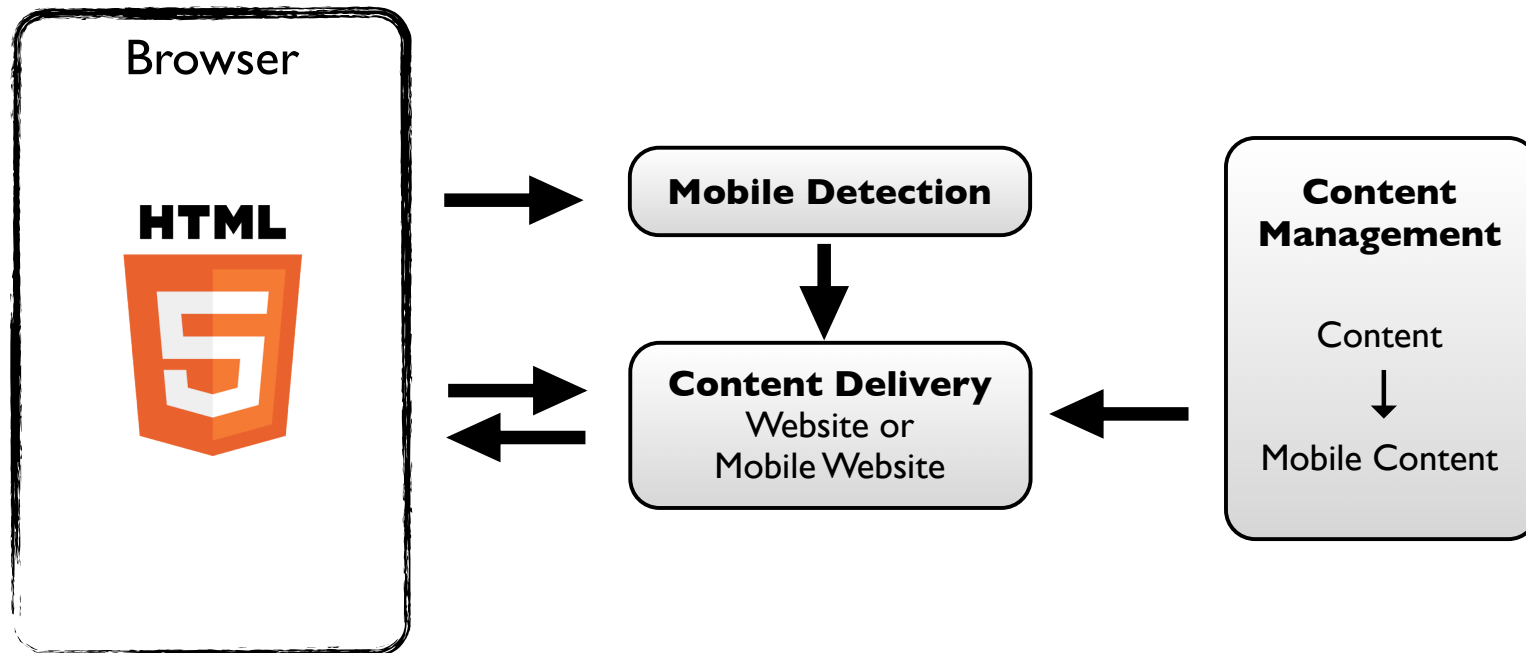 Browser
HTML
5
Mobile Detection
Content Delivery
Website or
Mobile Website
Content
Management
Content
Mobile Content